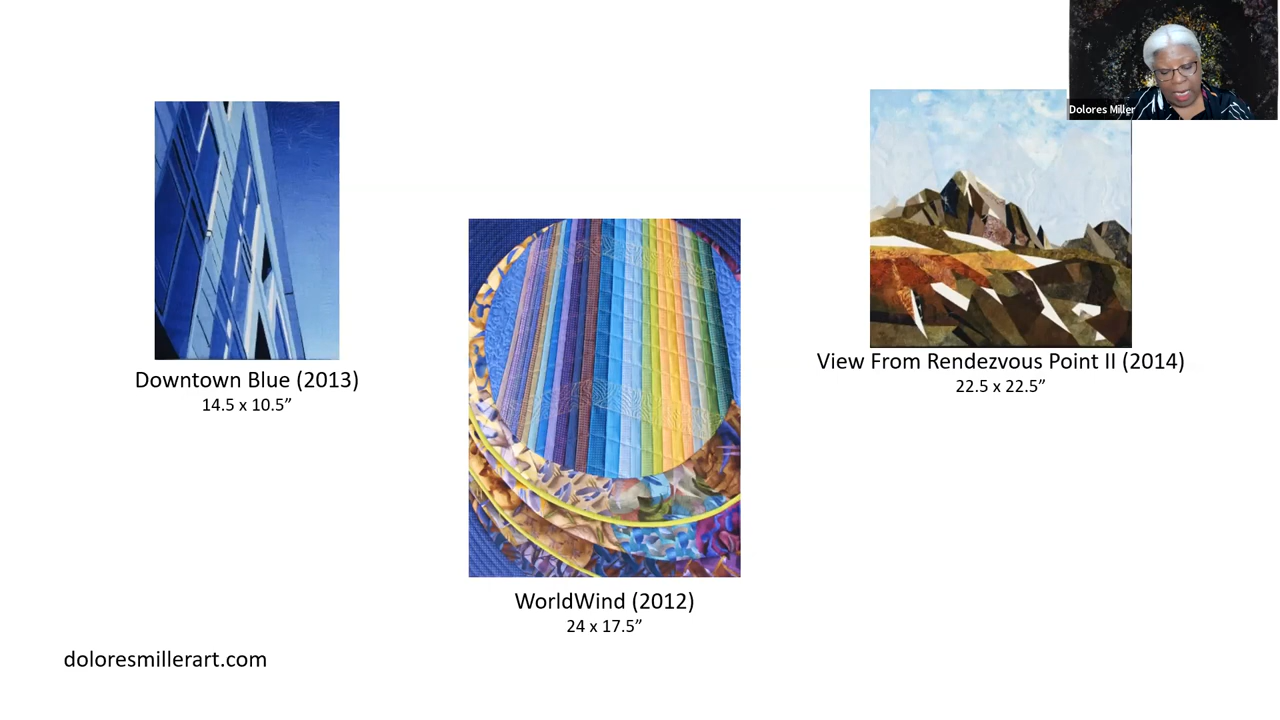 Dolores Miller
Downtown Blue (2013)
14.5 x 10.5”
View From Rendezvous Point II (2014)
22.5 x 22.5”
WorldWind (2012)
24 x 17.5”
doloresmillerart.com